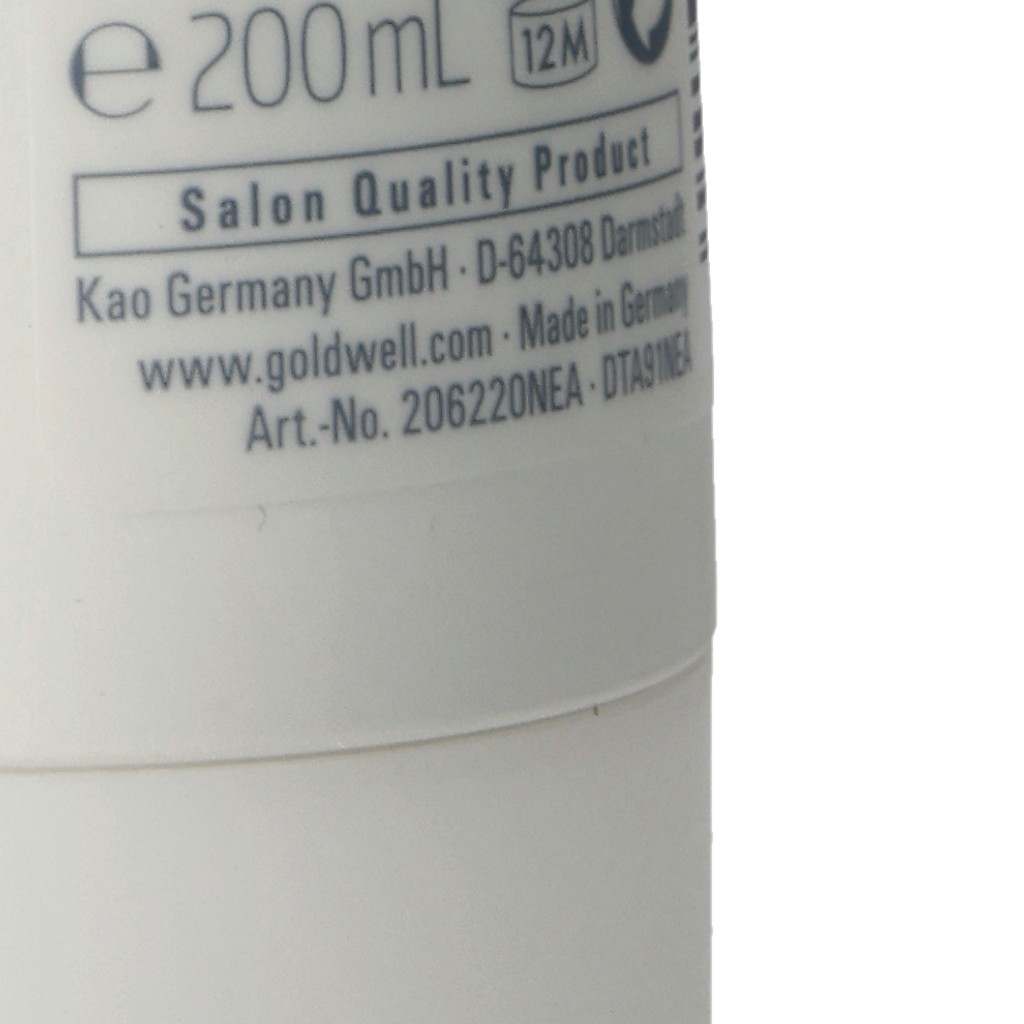 ℮ 200 mL 12M
Salon Quality Product
Kao Germany GmbH · D-64308 Darmstadt
www.goldwell.com · Made in Germany
Art.-No. 206220NEA · DTA91NEA